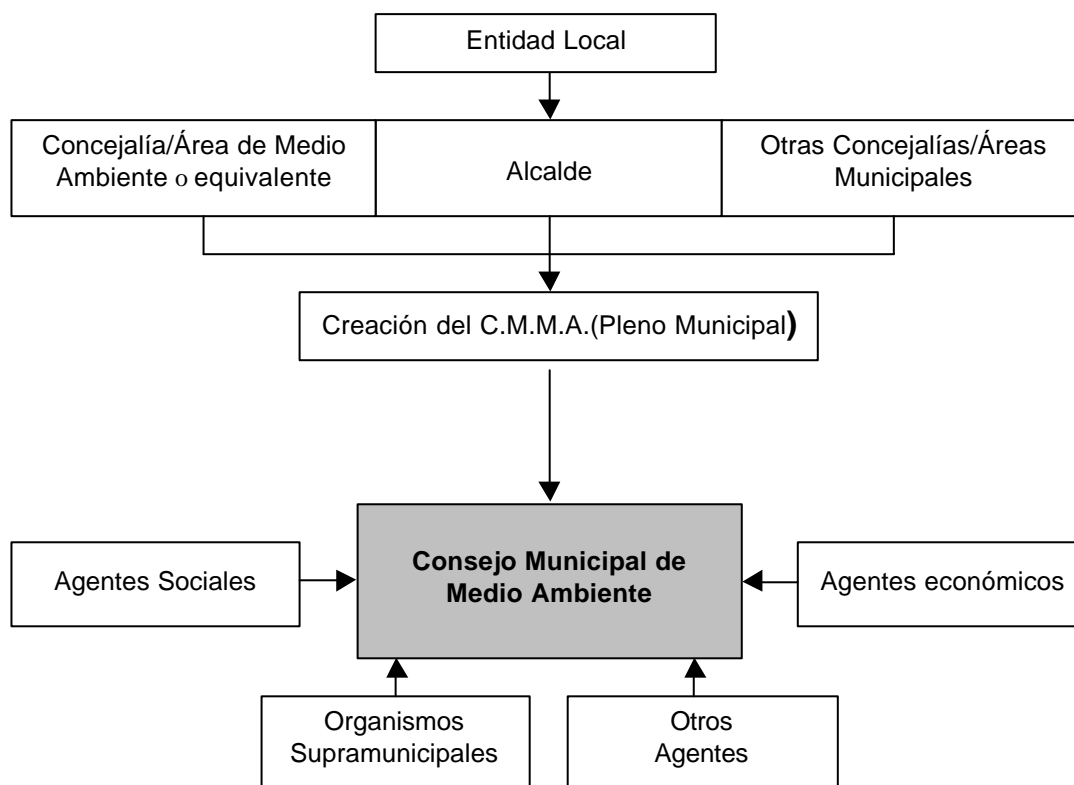 Entidad Local
Concejalía/Área de Medio
Ambiente o equivalente
Alcalde
Otras Concejalías/Áreas
Municipales
Creación del C.M.M.A.(Pleno Municipal)
Consejo Municipal de
Medio Ambiente
Agentes Sociales
Agentes económicos
Organismos
Supramunicipales
Otros
Agentes